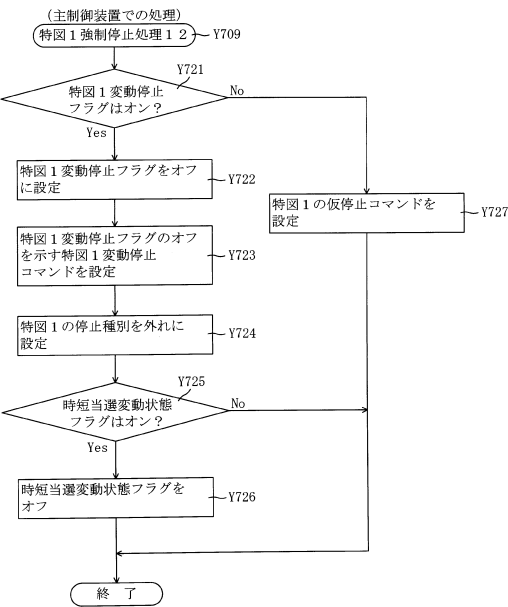 (主制御装置での処理)
特図1強制停止処理12
Y709
Y721
特図1変動停止
フラグはオン?
No
Yes
特図1変動停止フラグをオフ
に設定
Y722
特図1の仮停止コマンドを
設定
Y727
特図1変動停止フラグのオフ
を示す特図1変動停止
コマンドを設定
Y723
特図1の停止種別を外れに
設定
Y724
Y725
時短当選変動状態
フラグはオン?
No
Yes
時短当選変動状態フラグを
オフ
Y726
終 了